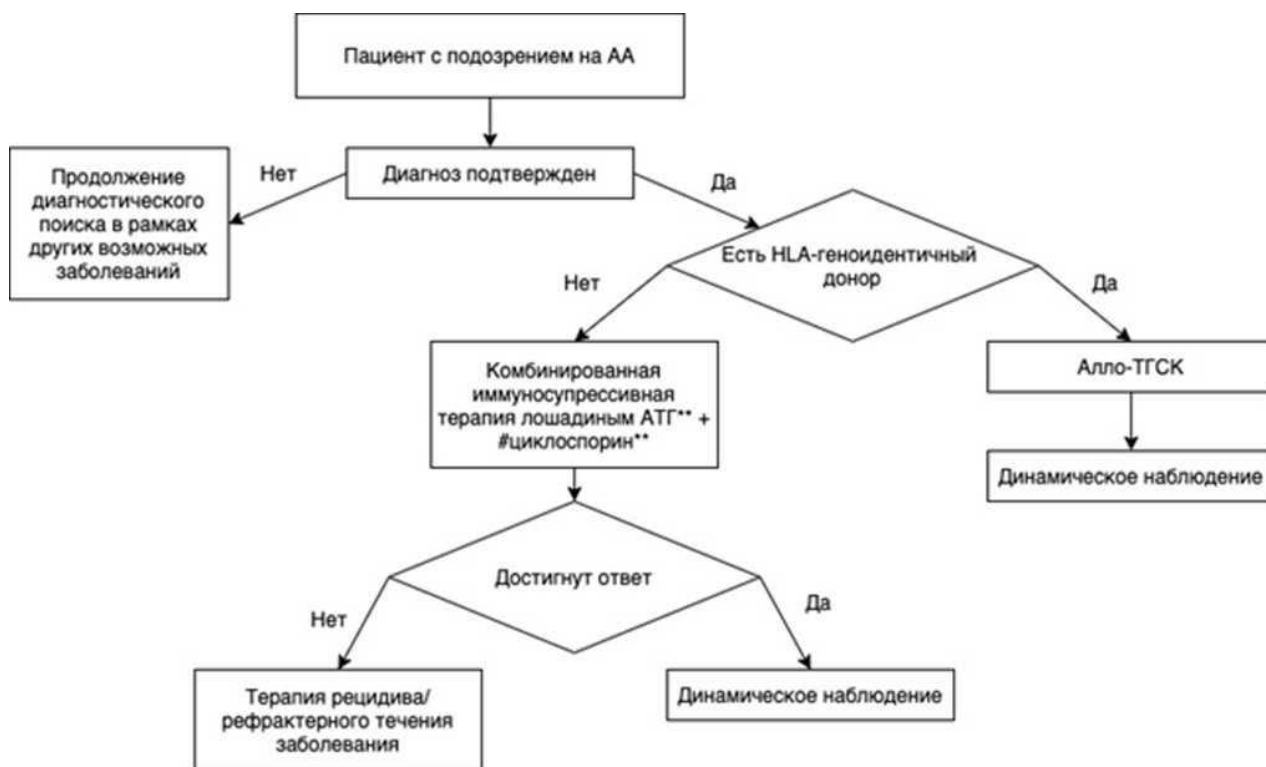 Пациент с подозрением на АА
Диагноз подтвержден
Нет
Да
Продолжение
диагностического
поиска в рамках
других возможных
заболеваний
Есть HLA-геноидентичный
донор
Нет
Да
Комбинированная
иммуносупрессивная
терапия лошадиным АТГ** +
#циклоспорин**
Алло-ТГСК
Динамическое наблюдение
Достигнут ответ
Нет
Да
Терапия рецидива/
рефрактерного течения
заболевания
Динамическое наблюдение